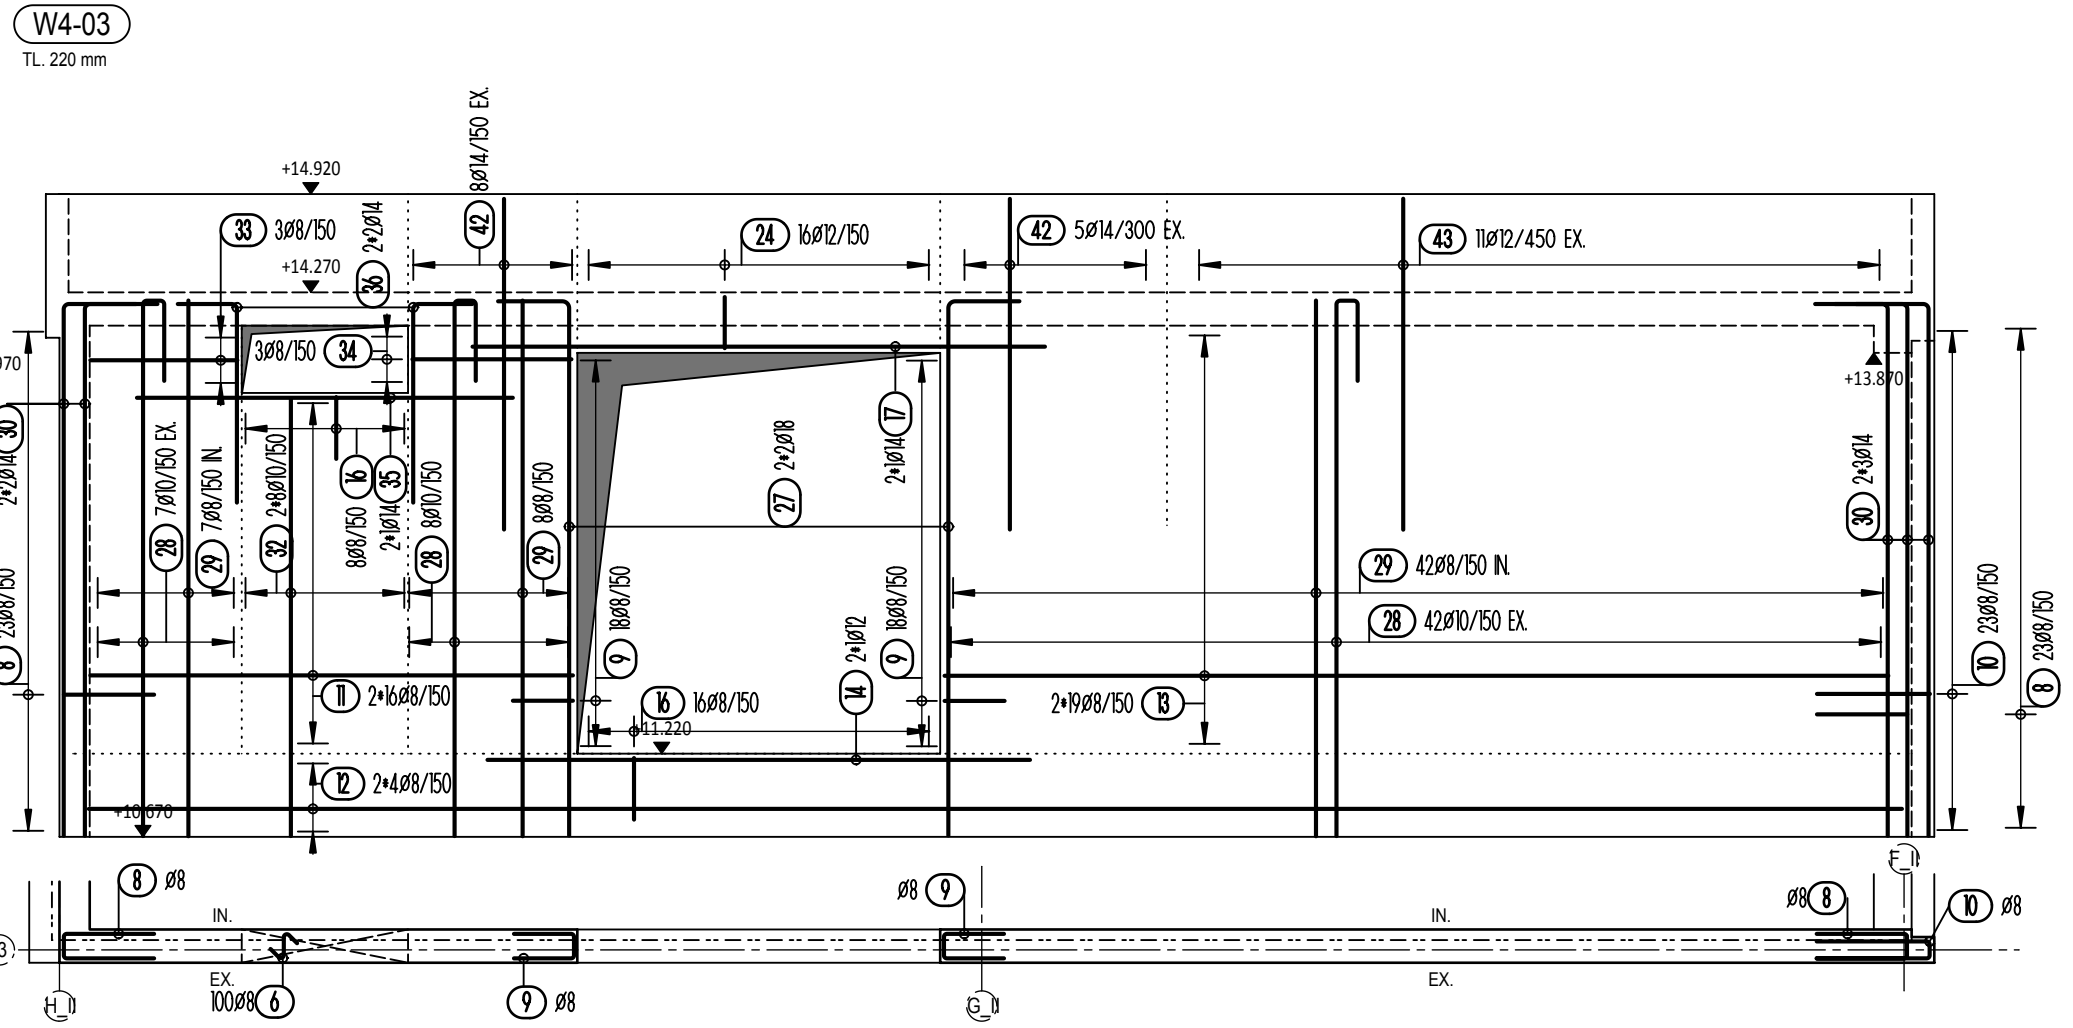 W4-03
TL. 220 mm
8Ø14/150 EX.
42
+14.920
33 3Ø8/150
36 2*2Ø14
+14.270
24 16Ø12/150
42 5Ø14/300 EX.
43 11Ø12/450 EX.
970
3Ø8/150 34
+13.870
30
2*2Ø14
28 7Ø10/150 EX.
29 7Ø8/150 IN.
32 2*8Ø10/150
16
8Ø8/150
35
2*1Ø14
28
8Ø10/150
29 8Ø8/150
27 2*2Ø18
17
2*1Ø14
30 2*3Ø14
29 42Ø8/150 IN.
28 42Ø10/150 EX.
8 23Ø8/150
9 18Ø8/150
14 2*1Ø12
9 18Ø8/150
10 23Ø8/150
8 23Ø8/150
11 2*16Ø8/150
16 16Ø8/150
+11.220
2*19Ø8/150 13
12 2*4Ø8/150
+10.670
F_II
8 Ø8
Ø8 9
Ø8 8
10 Ø8
IN.
IN.
3
EX.
EX.
100Ø8 6
9 Ø8
H_II
G_II